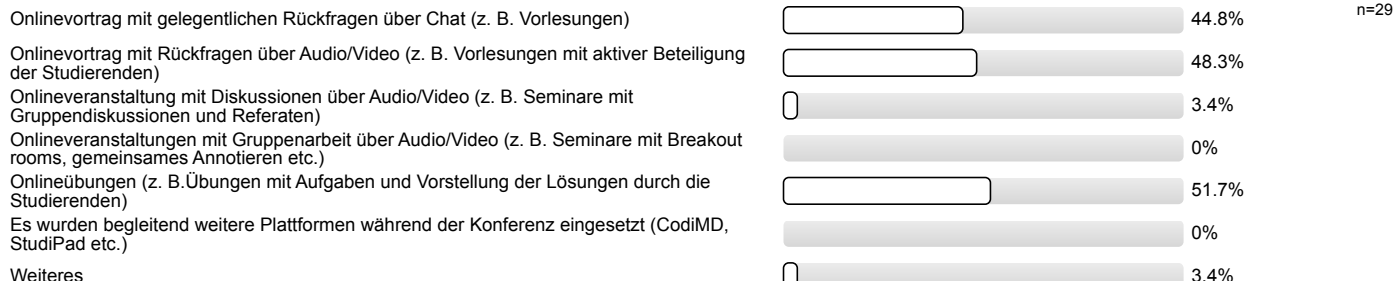 Onlinevortrag mit gelegentlichen Rückfragen über Chat (z. B. Vorlesungen) 44.8% n=29
Onlinevortrag mit Rückfragen über Audio/Video (z. B. Vorlesungen mit aktiver Beteiligung
der Studierenden) 48.3%
Onlineveranstaltung mit Diskussionen über Audio/Video (z. B. Seminare mit
Gruppendiskussionen und Referaten) 3.4%
Onlineveranstaltungen mit Gruppenarbeit über Audio/Video (z. B. Seminare mit Breakout
rooms, gemeinsames Annotieren etc.) 0%
Onlineübungen (z. B.Übungen mit Aufgaben und Vorstellung der Lösungen durch die
Studierenden) 51.7%
Es wurden begleitend weitere Plattformen während der Konferenz eingesetzt (CodiMD,
StudiPad etc.) 0%
Weiteres 3.4%